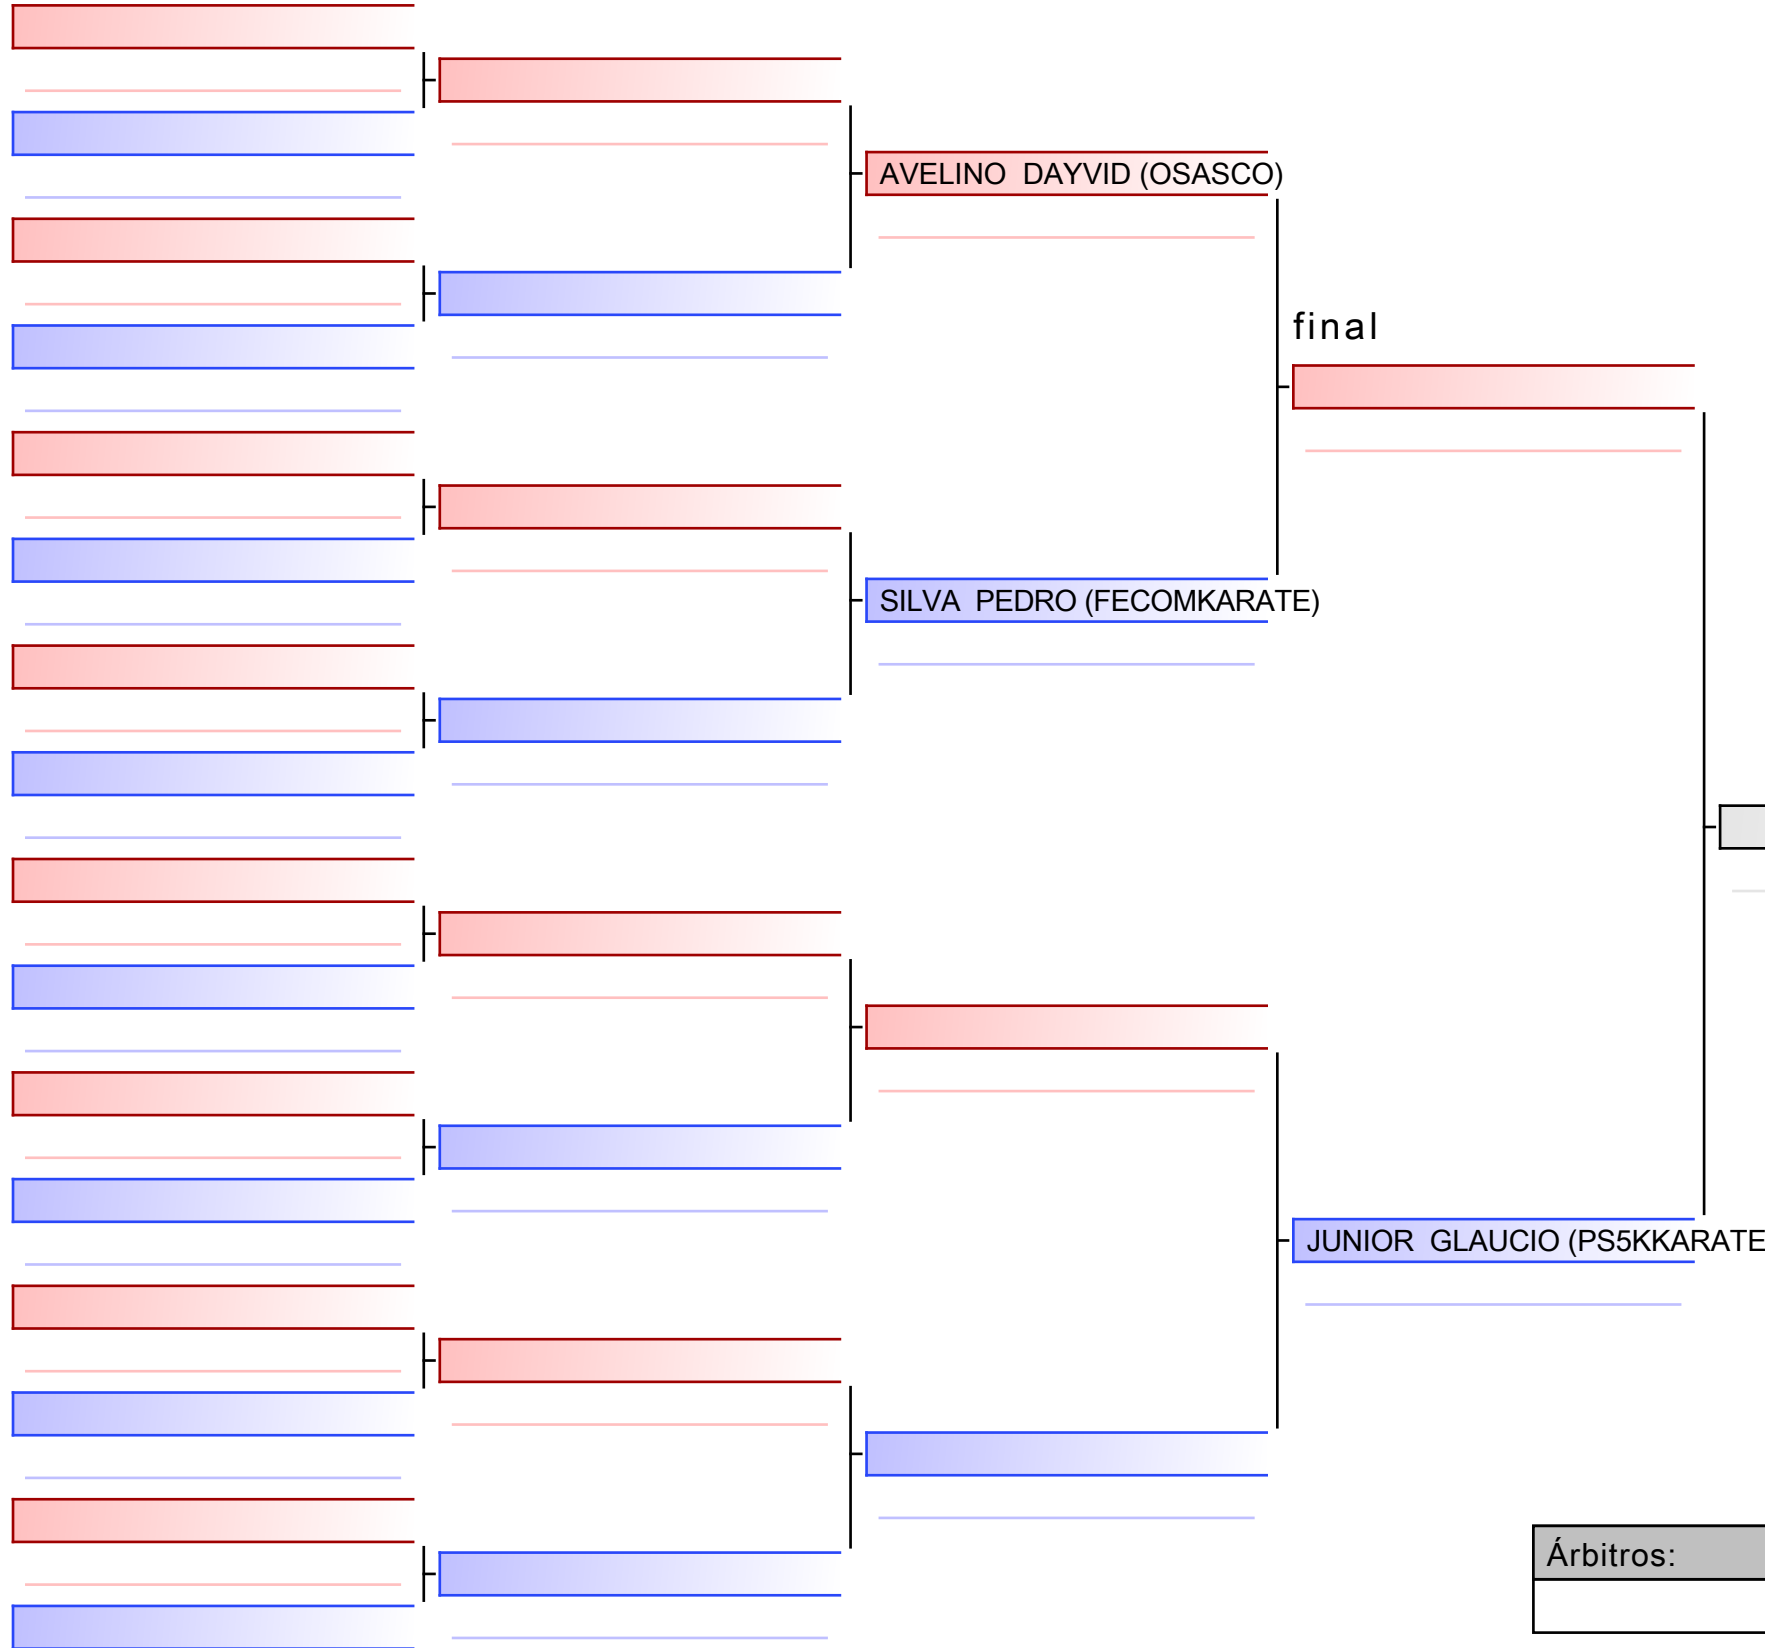 AVELINO DAYVID (OSASCO)
final
SILVA PEDRO (FECOMKARATE)
JUNIOR GLAUCIO (PS5KKARATE
Árbitros: